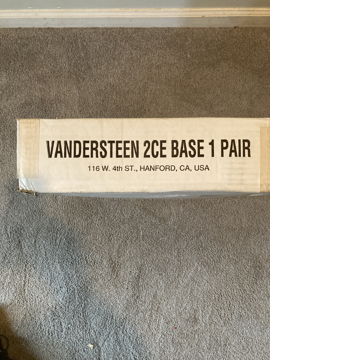 VANDERSTEEN 2CE BASE 1 PAIR
116 W. 4th ST., HANFORD, CA, USA